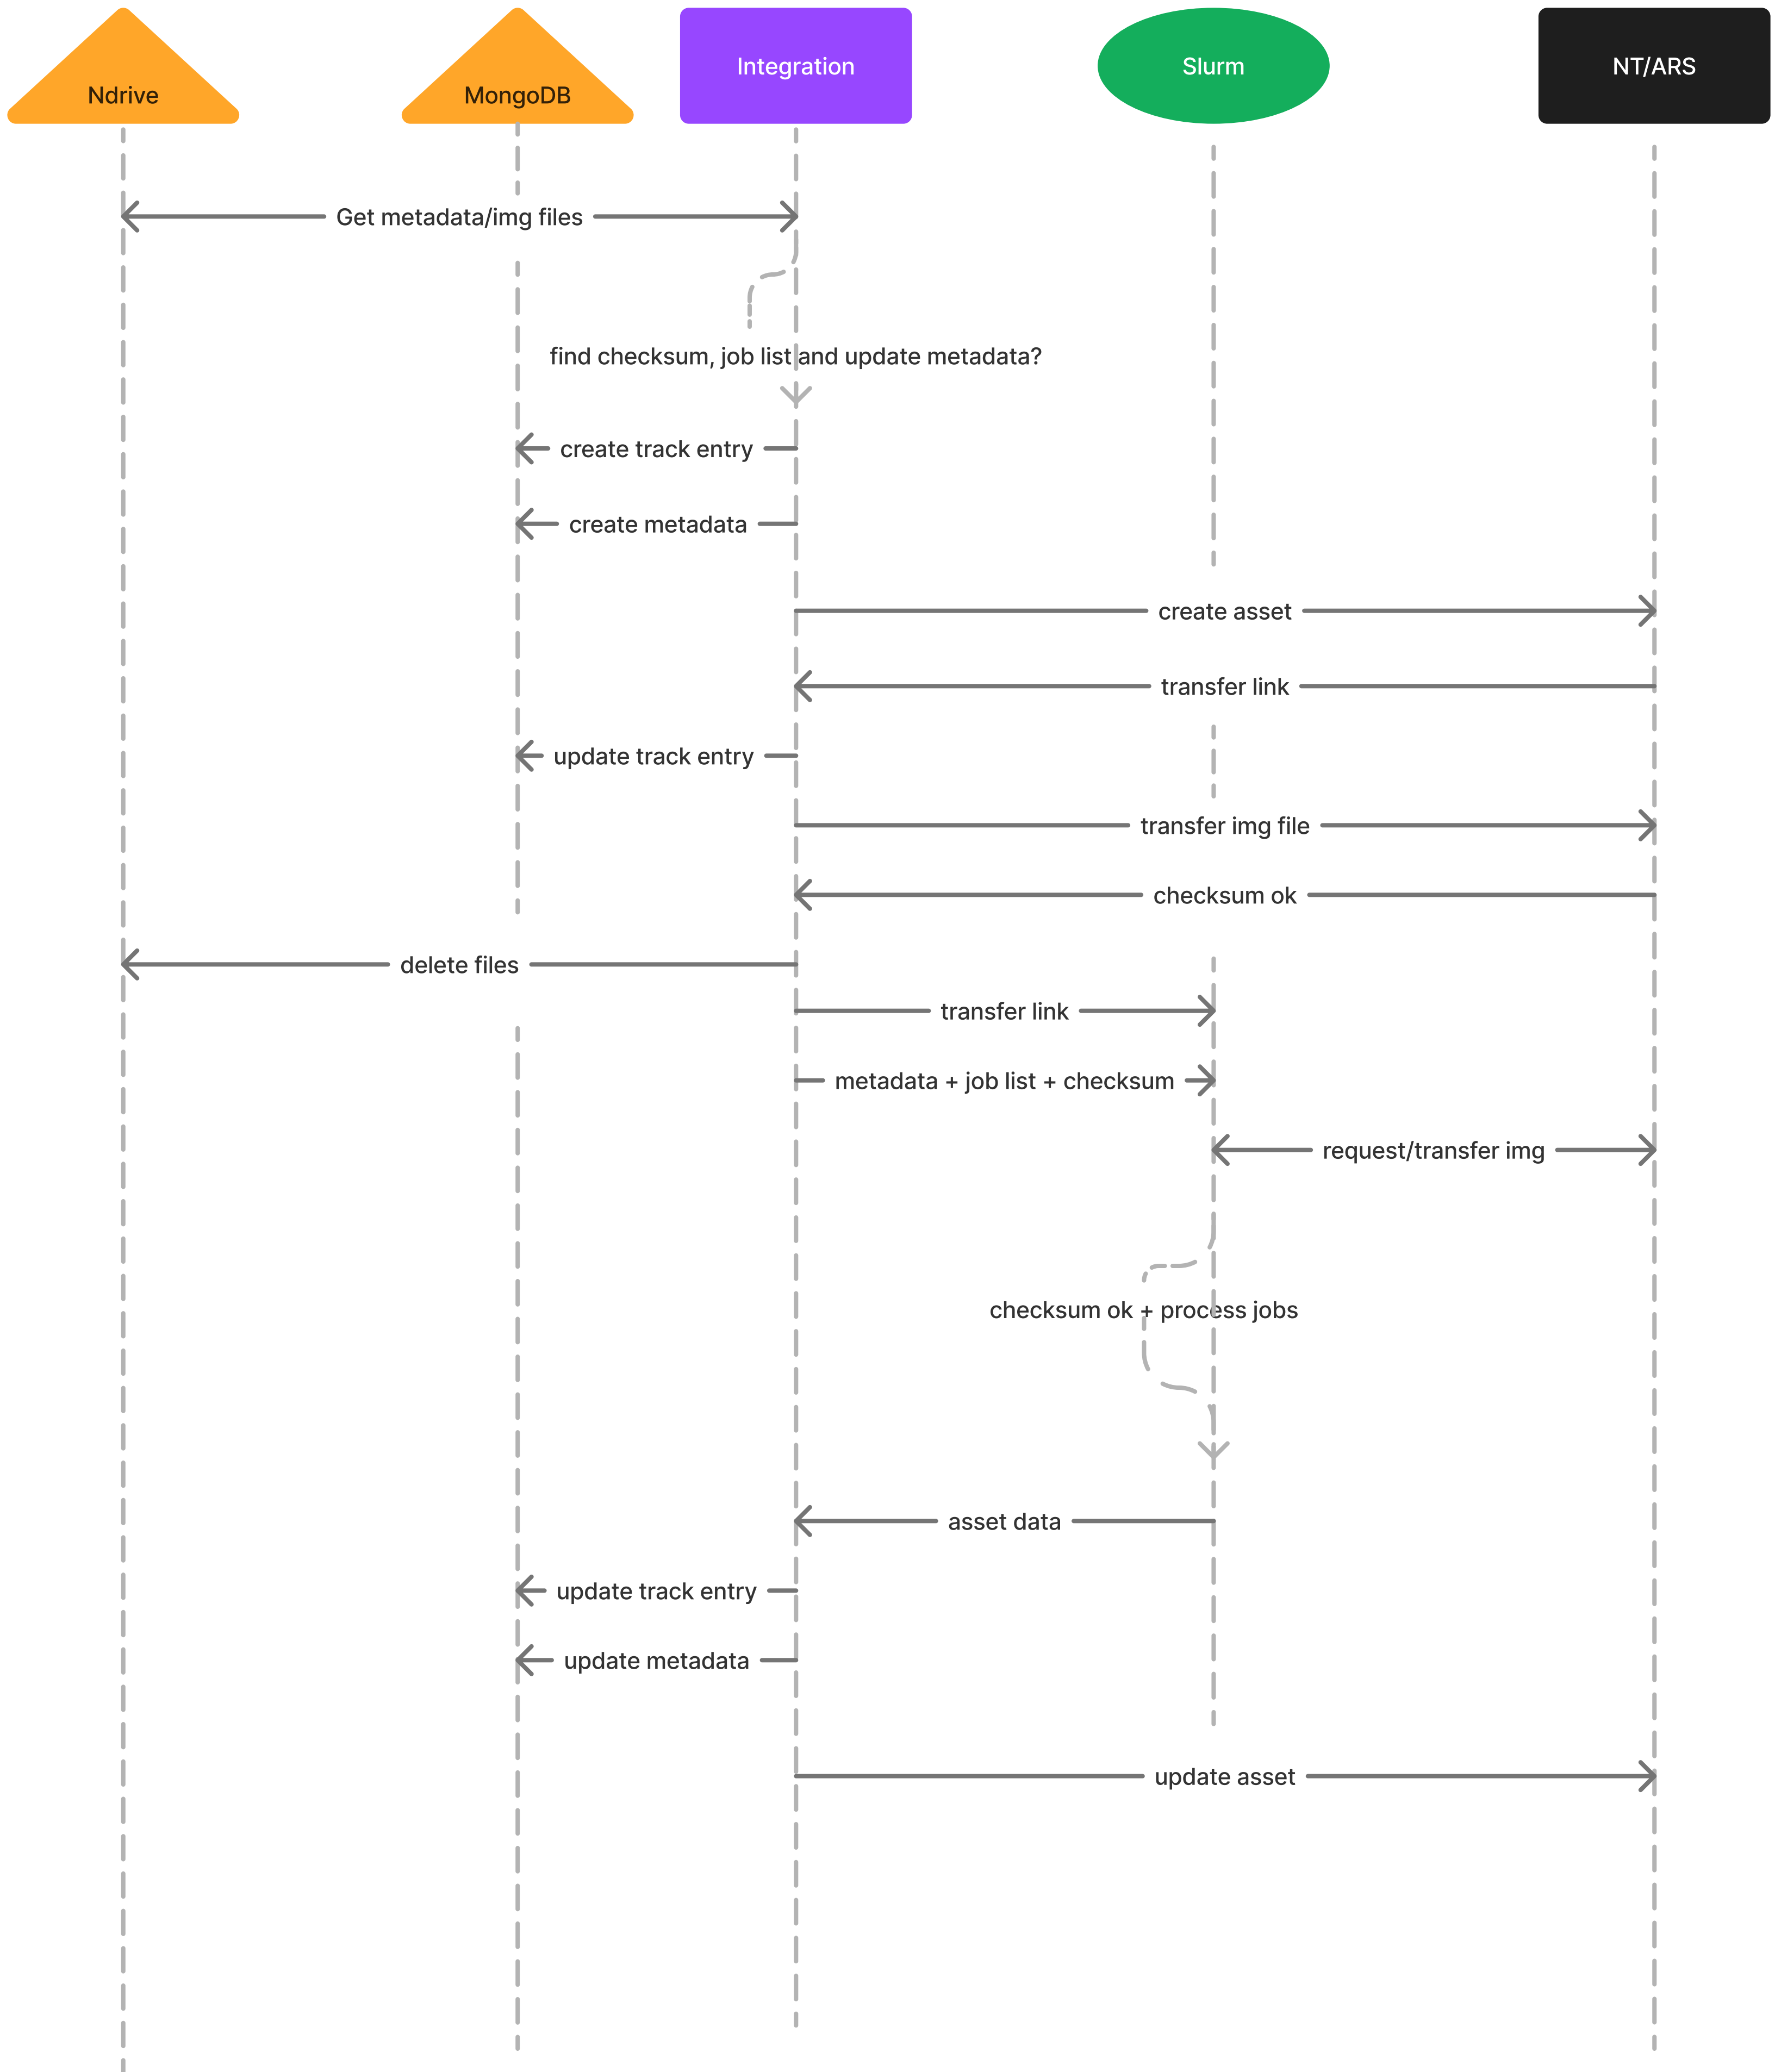 Ndrive
MongoDB
Integration
Slurm
NT/ARS
Get metadata/img files
find checksum, job list and update metadata?
create track entry
create metadata
create asset
transfer link
update track entry
transfer img file
checksum ok
delete files
transfer link
metadata + job list + checksum
request/transfer img
checksum ok + process jobs
asset data
update track entry
update metadata
update asset